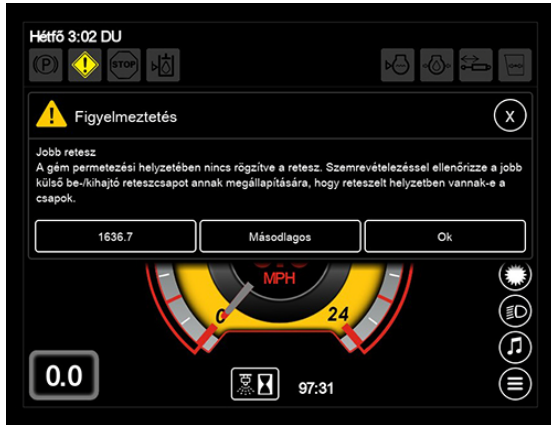 Hétfő 3:02 DU
(P) ! STOP
Figyelmeztetés
X
Jobb retesz
A gém permetezési helyzetében nincs rögzítve a retesz. Szemrevételezéssel ellenőrizze a jobb
külső be-/kihajtó reteszcsapot annak megállapítására, hogy reteszelt helyzetben vannak-e a
csapok.
1636.7 Másodlagos Ok
MPH
0 24
0.0
97:31